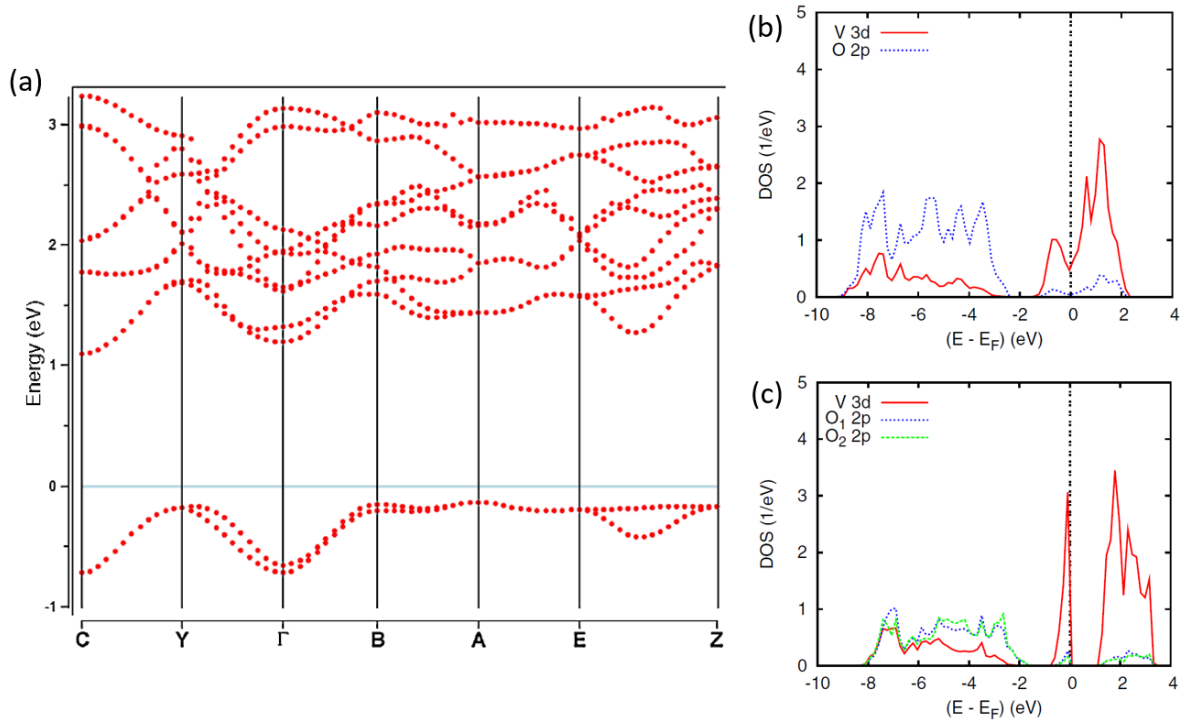 (a)
Energy (eV)
3
2
1
0
-1
C Y Γ B A E Z
(b)
V 3d
O 2p
DOS (1/eV)
5
4
3
2
1
0
-10 -8 -6 -4 -2 0 2 4
(E - E_F) (eV)
(c)
V 3d
O₁ 2p
O₂ 2p
DOS (1/eV)
5
4
3
2
1
0
-10 -8 -6 -4 -2 0 2 4
(E - E_F) (eV)